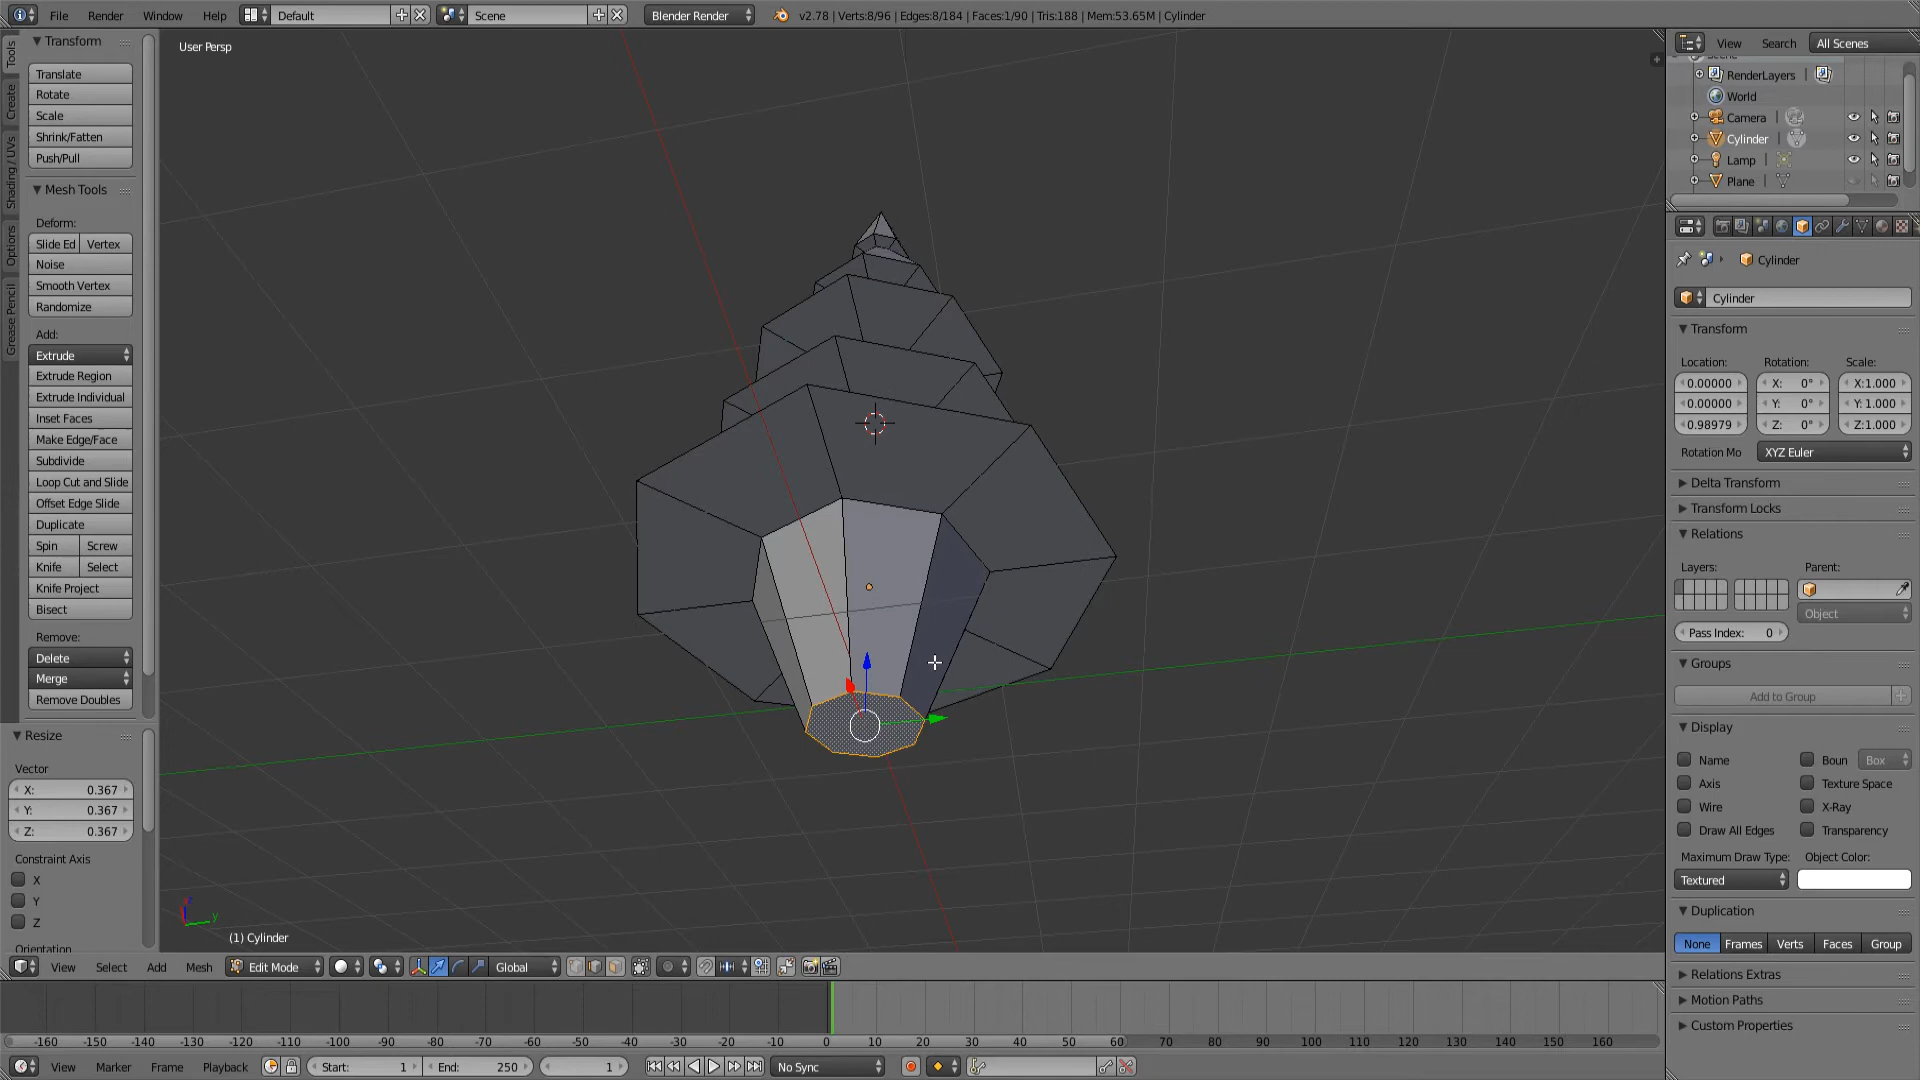 File Render Window Help Default Scene Blender Render v2.78 | Verts:8/96 | Edges:8/184 | Faces:1/90 | Tris:188 | Mem:53.65M | Cylinder
Tools
Create
Shading / UVs
Options
Grease Pencil
Transform
Translate
Rotate
Scale
Shrink/Fatten
Push/Pull
Mesh Tools
Deform:
Slide Ed Vertex
Noise
Smooth Vertex
Randomize
Add:
Extrude
Extrude Region
Extrude Individual
Inset Faces
Make Edge/Face
Subdivide
Loop Cut and Slide
Offset Edge Slide
Duplicate
Spin Screw
Knife Select
Knife Project
Bisect
Remove:
Delete
Merge
Remove Doubles
Resize
Vector
X: 0.367
Y: 0.367
Z: 0.367
Constraint Axis
X
Y
Z
Orientation
User Persp
y
(1) Cylinder
View Select Add Mesh Edit Mode Global
-160 -150 -140 -130 -120 -110 -100 -90 -80 -70 -60 -50 -40 -30 -20 -10 0 10 20 30 40 50 60 70 80 90 100 110 120 130 140 150 160
View Marker Frame Playback Start: 1 End: 250 1 No Sync
View Search All Scenes
RenderLayers
World
Camera
Cylinder
Lamp
Plane
Cylinder
Cylinder
Transform
Location: Rotation: Scale:
0.00000 X: 0° X:1.000
0.00000 Y: 0° Y: 1.000
0.98979 Z: 0° Z:1.000
Rotation Mo XYZ Euler
Delta Transform
Transform Locks
Relations
Layers: Parent:
Object
Pass Index: 0
Groups
Add to Group
Display
Name Boun Box
Axis Texture Space
Wire X-Ray
Draw All Edges Transparency
Maximum Draw Type: Object Color:
Textured
Duplication
None Frames Verts Faces Group
Relations Extras
Motion Paths
Custom Properties